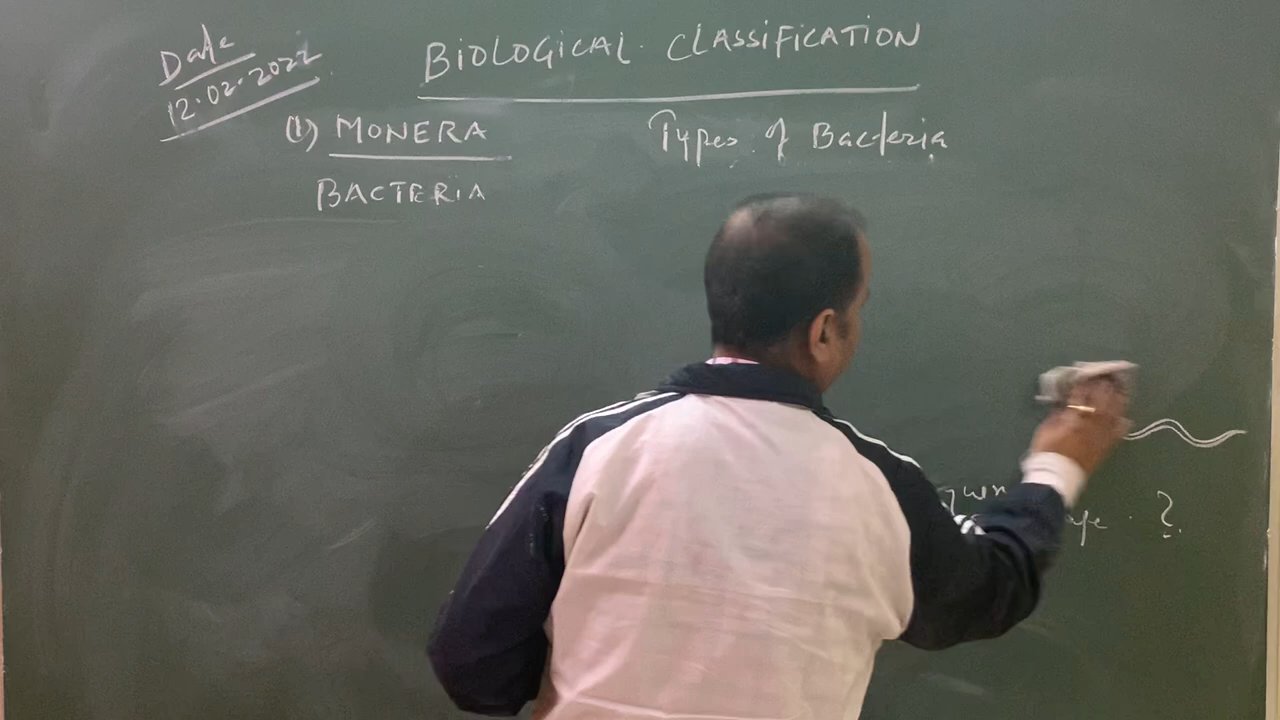 Date
12.02.2022
BIOLOGICAL CLASSIFICATION
(1) MONERA
Types of Bacteria
BACTERIA
?